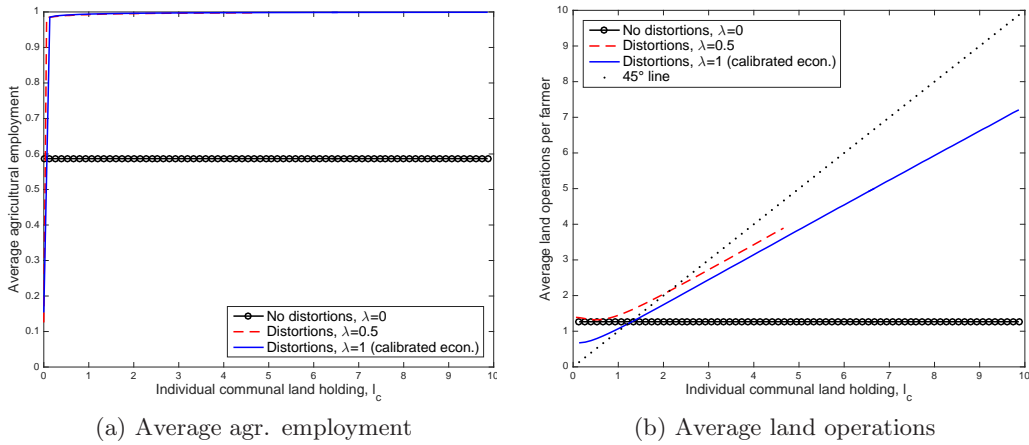 Average agricultural employment
1
0.9
0.8
0.7
0.6
0.5
0.4
0.3
0.2
0.1
0
No distortions, λ=0
Distortions, λ=0.5
Distortions, λ=1 (calibrated econ.)
0 1 2 3 4 5 6 7 8 9 10
Individual communal land holding, l_c
(a) Average agr. employment
Average land operations per farmer
10
9
8
7
6
5
4
3
2
1
0
No distortions, λ=0
Distortions, λ=0.5
Distortions, λ=1 (calibrated econ.)
45° line
0 1 2 3 4 5 6 7 8 9 10
Individual communal land holding, l_c
(b) Average land operations